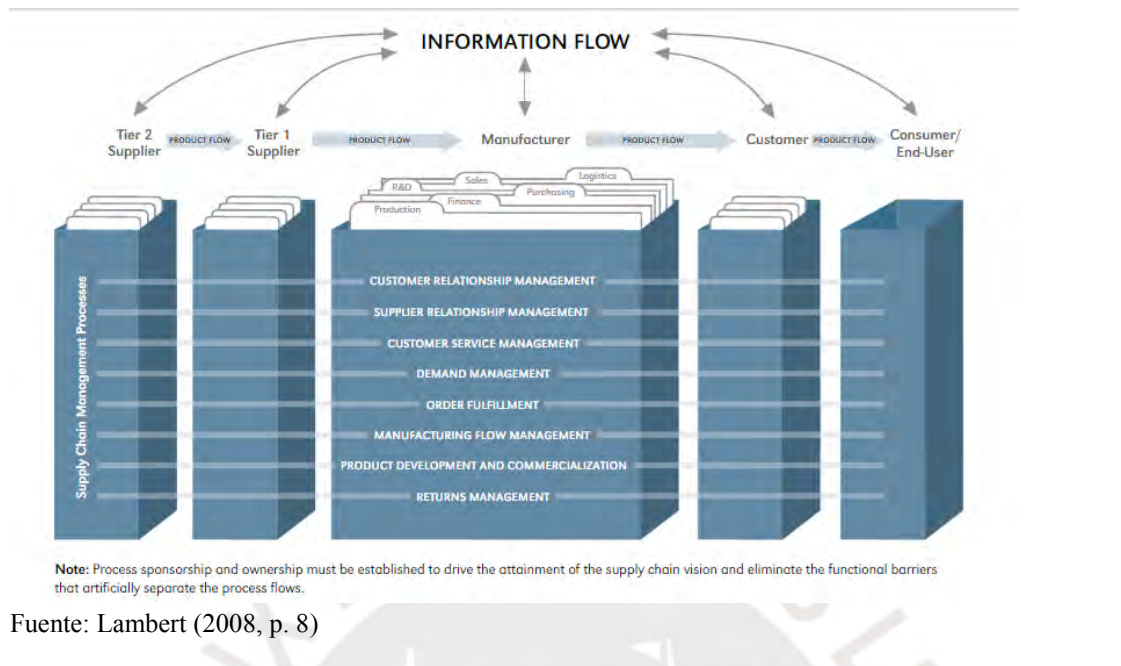 INFORMATION FLOW
Tier 2 Supplier
PRODUCT FLOW
Tier 1 Supplier
PRODUCT FLOW
Manufacturer
PRODUCT FLOW
Customer
PRODUCT FLOW
Consumer/ End-User
Logistics
Sales
R&D
Purchasing
Finance
Production
Supply Chain Management Processes
CUSTOMER RELATIONSHIP MANAGEMENT
SUPPLIER RELATIONSHIP MANAGEMENT
CUSTOMER SERVICE MANAGEMENT
DEMAND MANAGEMENT
ORDER FULFILLMENT
MANUFACTURING FLOW MANAGEMENT
PRODUCT DEVELOPMENT AND COMMERCIALIZATION
RETURNS MANAGEMENT
Note: Process sponsorship and ownership must be established to drive the attainment of the supply chain vision and eliminate the functional barriers
that artificially separate the process flows.
Fuente: Lambert (2008, p. 8)